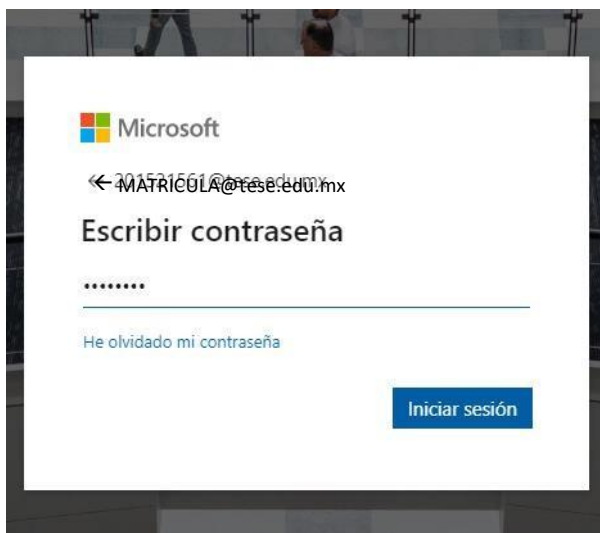 Microsoft
← MATRICULA@tese.edu.mx
Escribir contraseña
••••••••
He olvidado mi contraseña
Iniciar sesión